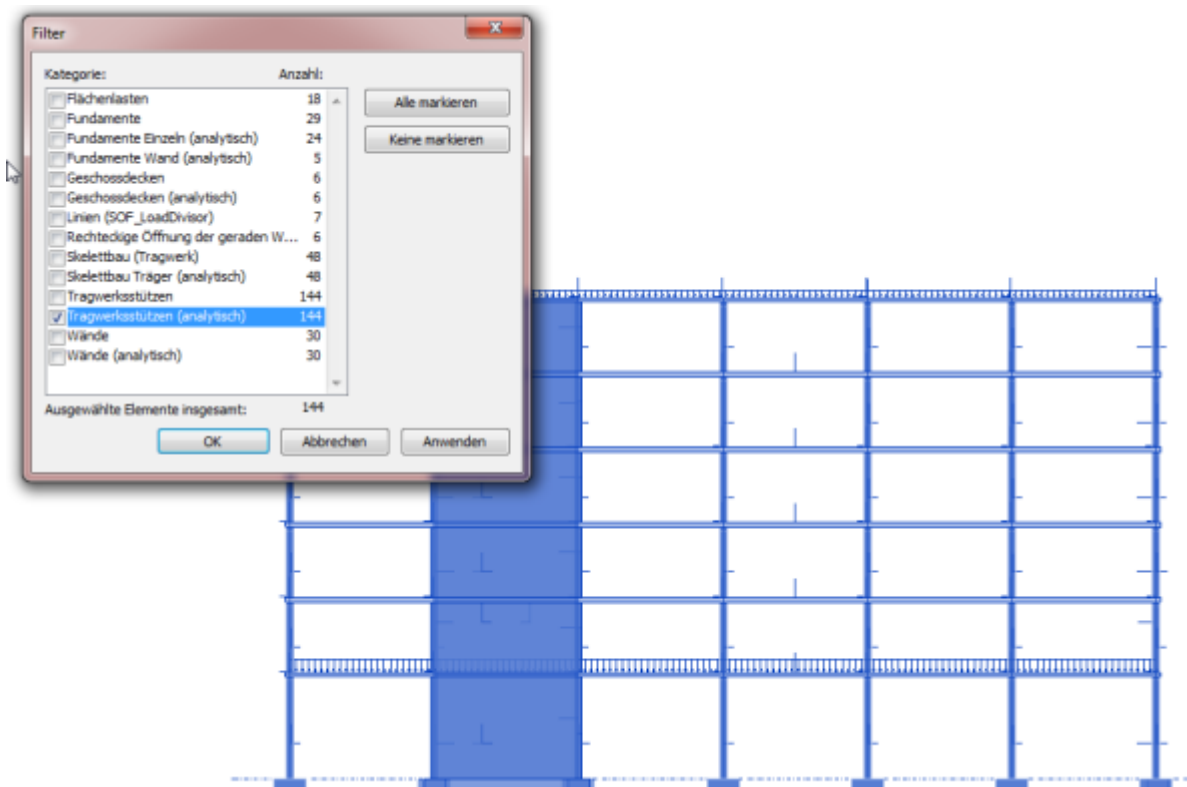 Filter
Kategorie: Anzahl:
Flächenlasten 18
Fundamente 29
Fundamente Einzeln (analytisch) 24
Fundamente Wand (analytisch) 5
Geschossdecken 6
Geschossdecken (analytisch) 6
Linien (SOF_LoadDivisor) 7
Rechteckige Öffnung der geraden W... 6
Skelettbau (Tragwerk) 48
Skelettbau Träger (analytisch) 48
Tragwerksstützen 144
Tragwerksstützen (analytisch) 144
Wände 30
Wände (analytisch) 30
Alle markieren
Keine markieren
Ausgewählte Elemente insgesamt: 144
OK Abbrechen Anwenden